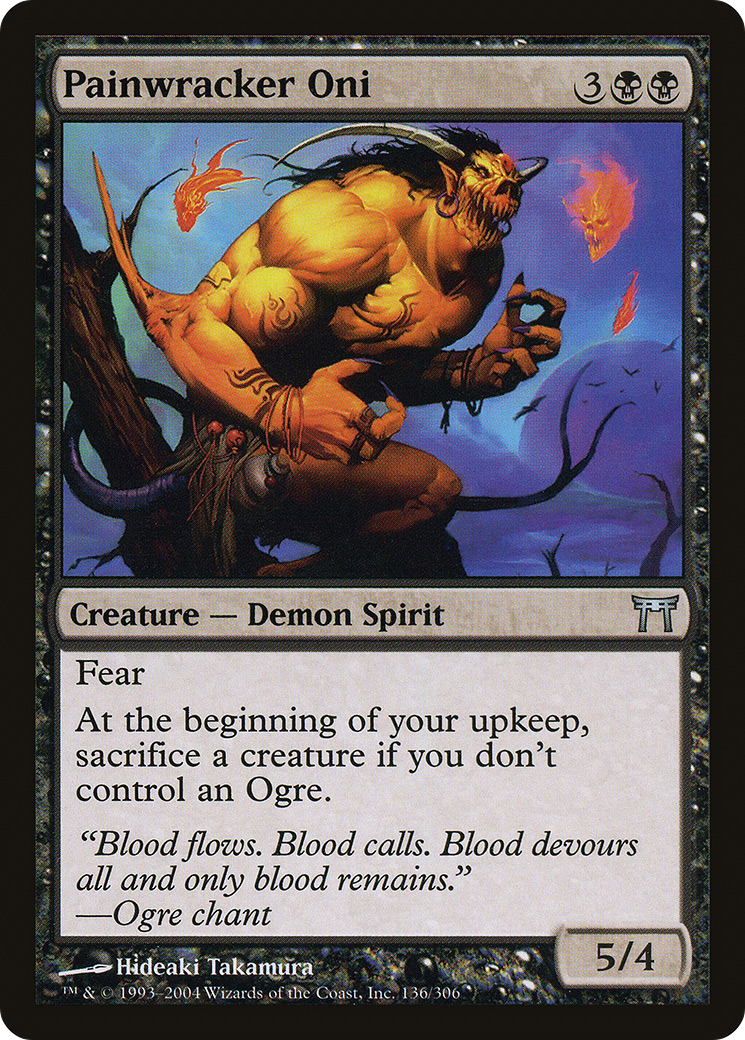 Painwracker Oni 3
Creature — Demon Spirit
Fear
At the beginning of your upkeep,
sacrifice a creature if you don't
control an Ogre.
“Blood flows. Blood calls. Blood devours
all and only blood remains.”
—Ogre chant
5/4
Hideaki Takamura
™ & © 1993–2004 Wizards of the Coast, Inc. 136/306